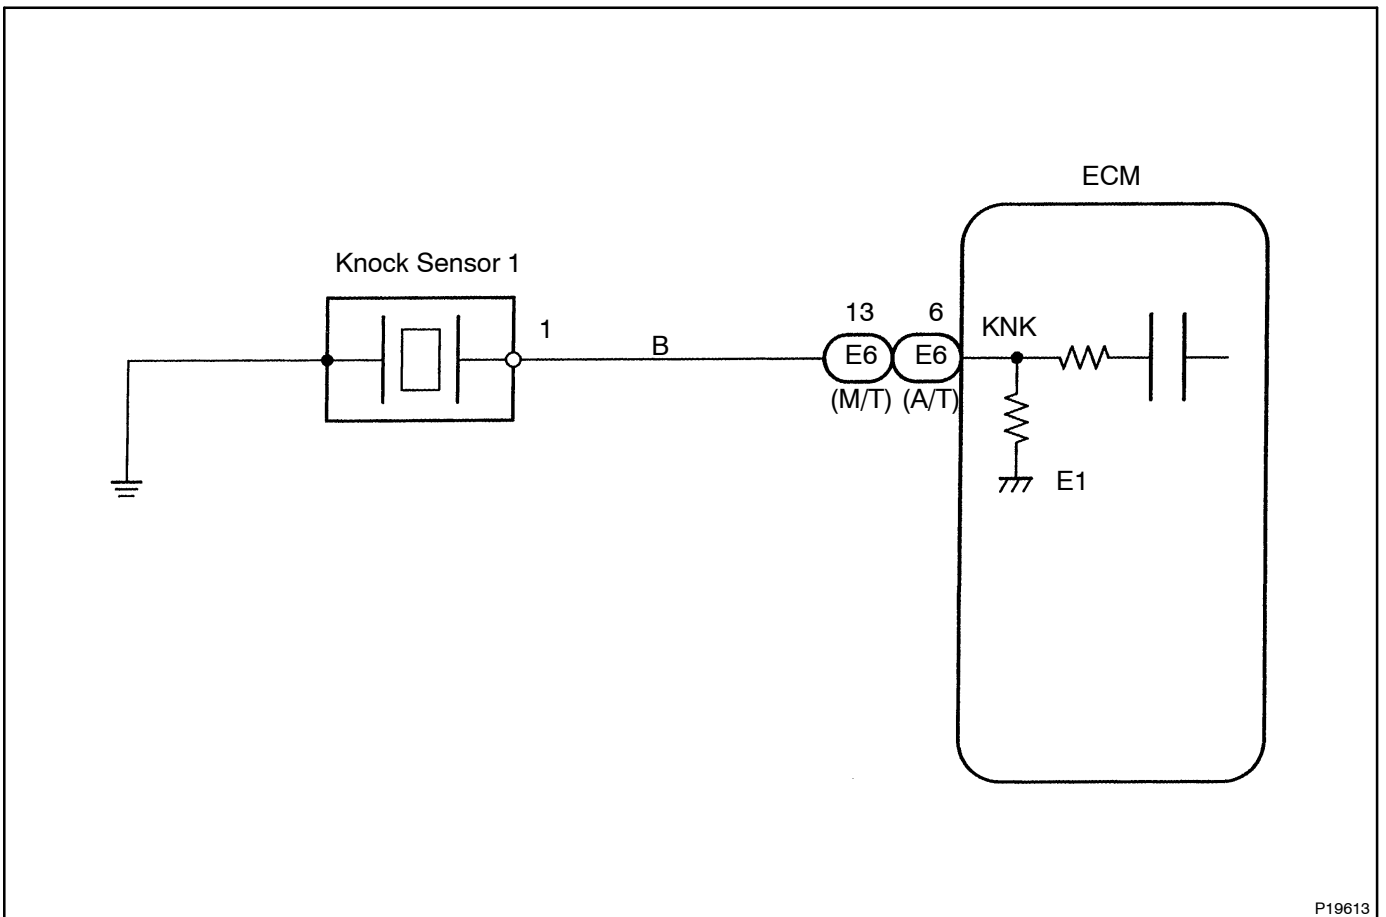 ECM
Knock Sensor 1
1
B
13 6
E6 E6
(M/T) (A/T)
KNK
E1
P19613